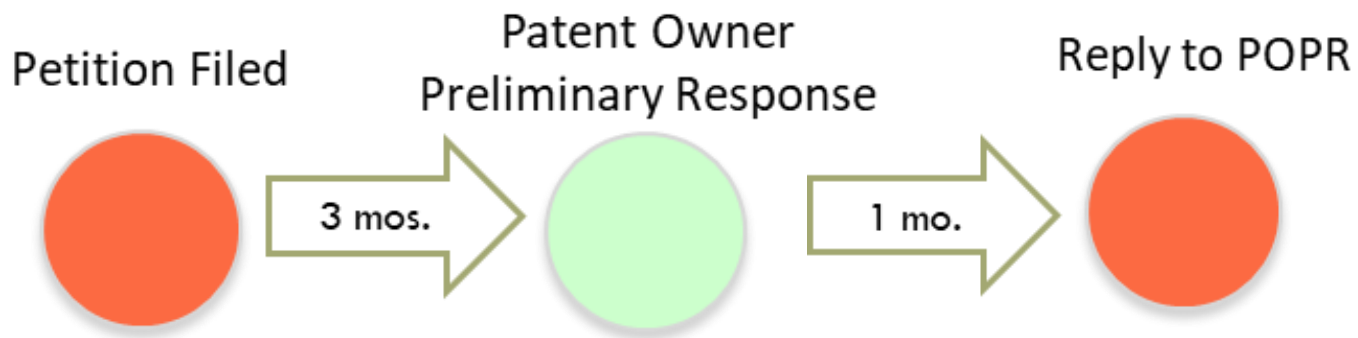 Petition Filed
Patent Owner
Preliminary Response
Reply to POPR
3 mos.
1 mo.